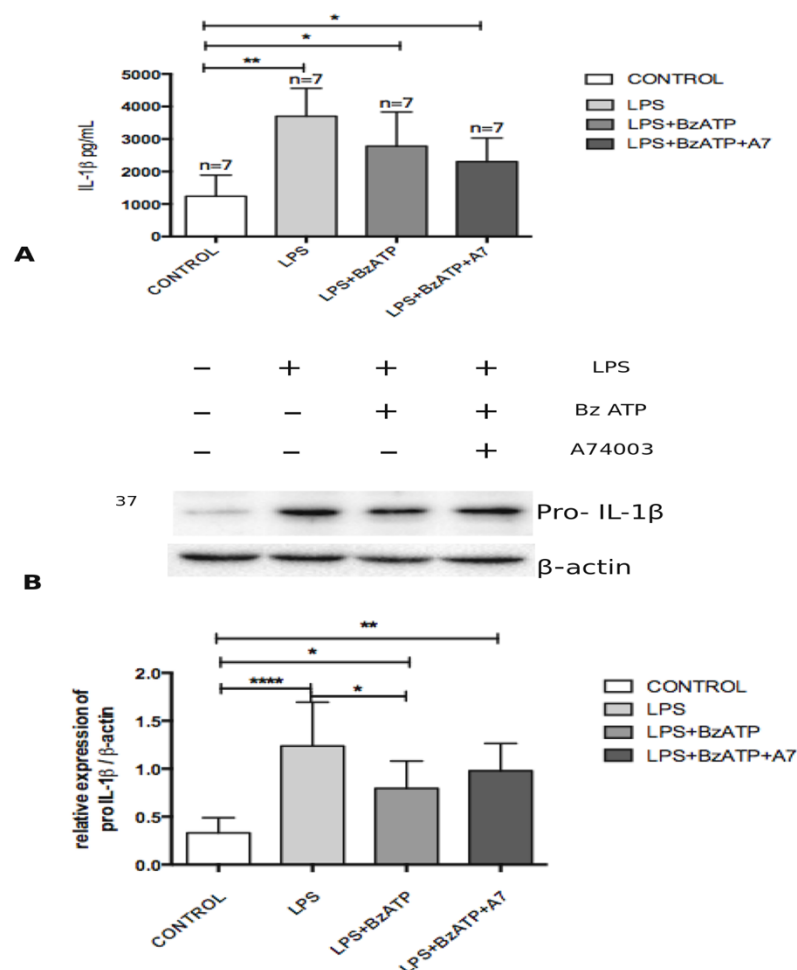 *
*
**
n=7
n=7
n=7
n=7
5000
4000
3000
2000
1000
0
IL-1β pg/mL
CONTROL
LPS
LPS+BzATP
LPS+BzATP+A7
CONTROL
LPS
LPS+BzATP
LPS+BzATP+A7
A
− + + + LPS
− − + + Bz ATP
− − − + A74003
37
Pro- IL-1β
β-actin
B
**
*
****
*
2.0
1.5
1.0
0.5
0.0
relative expression of
pro IL-1β / β-actin
CONTROL
LPS
LPS+BzATP
LPS+BzATP+A7
CONTROL
LPS
LPS+BzATP
LPS+BzATP+A7